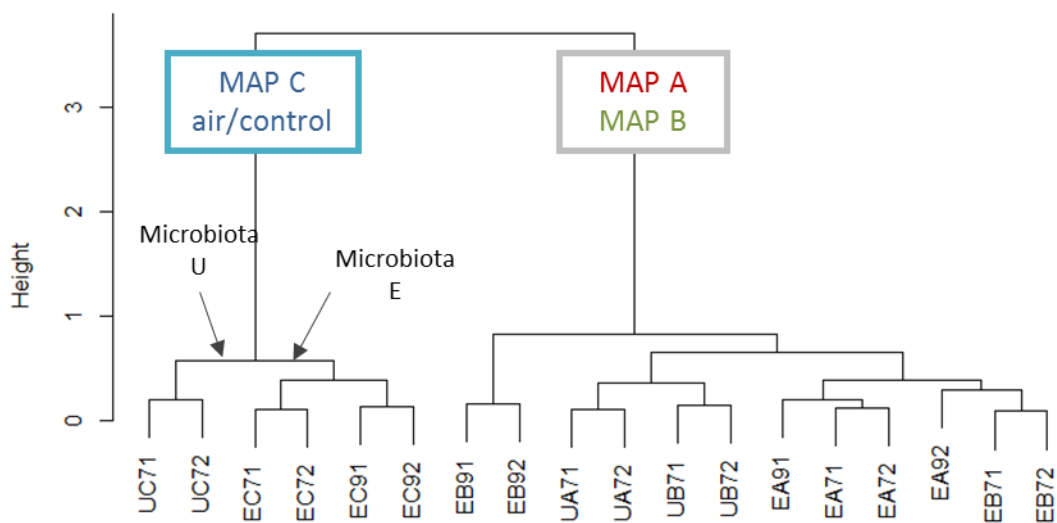 MAP C
air/control
MAP A
MAP B
3
2
1
0
Height
Microbiota
U
Microbiota
E
UC71
UC72
EC71
EC72
EC91
EC92
EB91
EB92
UA71
UA72
UB71
UB72
EA91
EA71
EA72
EA92
EB71
EB72